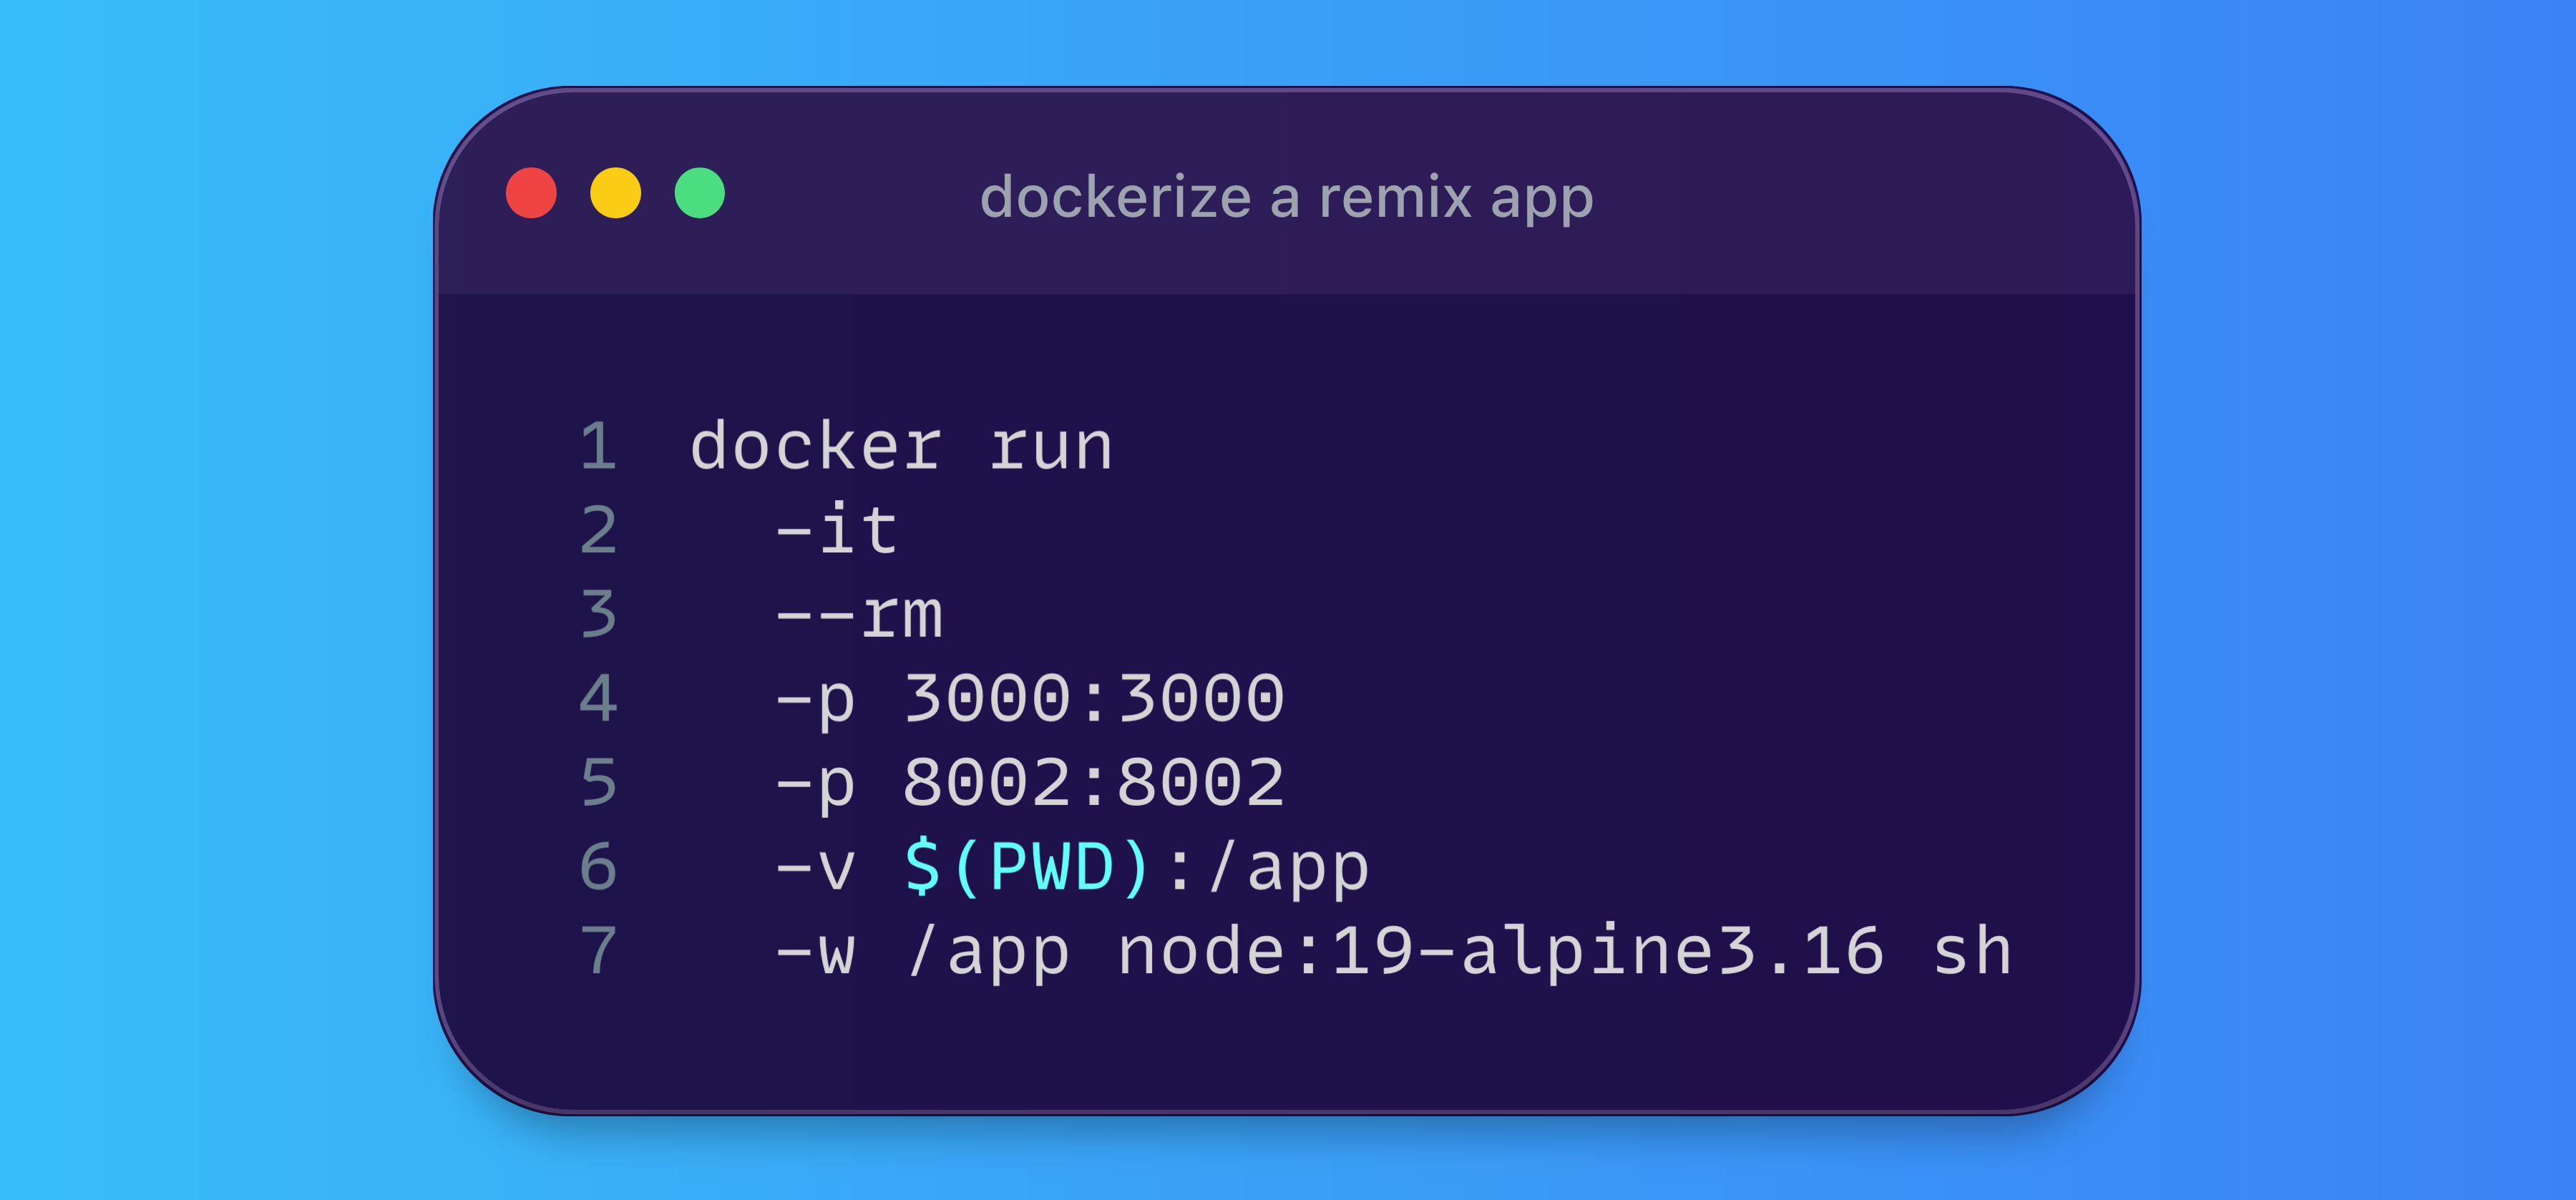 dockerize a remix app
1 docker run
2   -it
3   --rm
4   -p 3000:3000
5   -p 8002:8002
6   -v $(PWD):/app
7   -w /app node:19-alpine3.16 sh